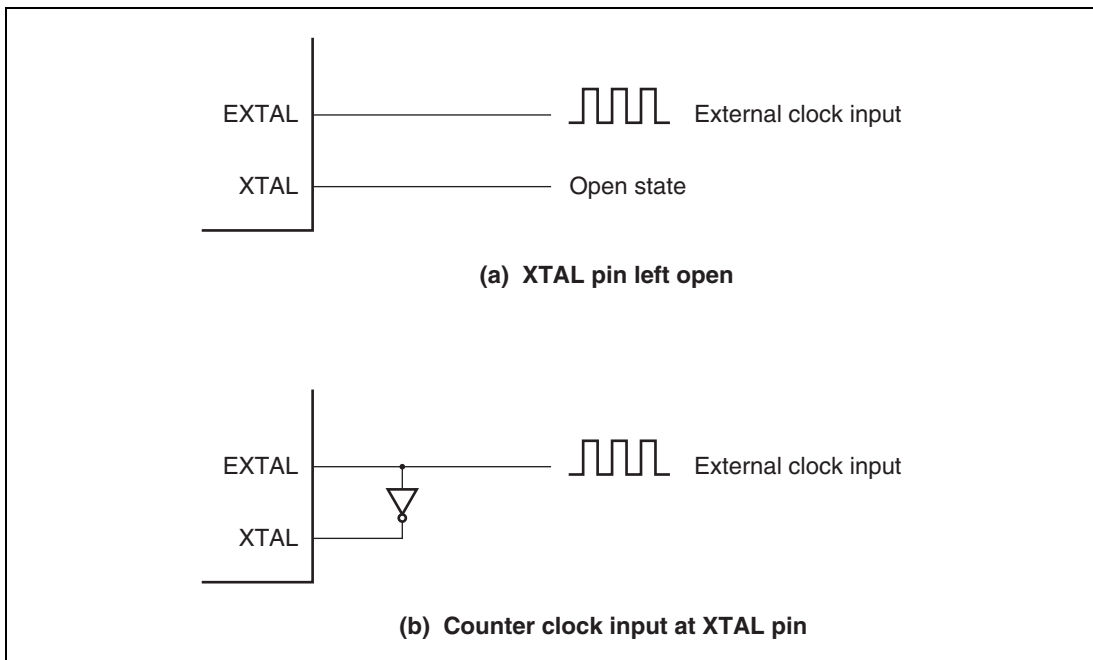 EXTAL
External clock input
XTAL
Open state
(a) XTAL pin left open
EXTAL
External clock input
XTAL
(b) Counter clock input at XTAL pin